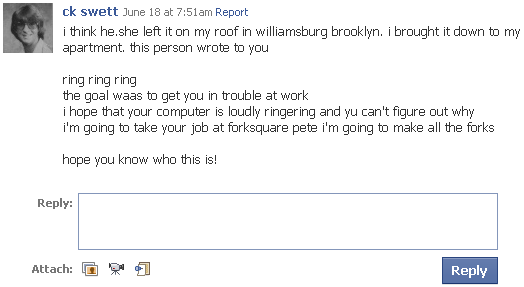 ck swett June 18 at 7:51am Report
i think he.she left it on my roof in williamsburg brooklyn. i brought it down to my
apartment. this person wrote to you
ring ring ring
the goal waas to get you in trouble at work
i hope that your computer is loudly ringering and yu can't figure out why
i'm going to take your job at forksquare pete i'm going to make all the forks
hope you know who this is!
Reply:
Attach:
Reply